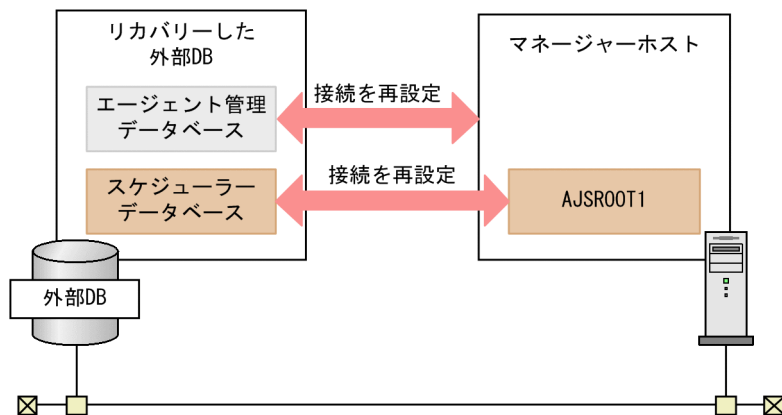 リカバリーした
外部DB
マネージャーホスト
接続を再設定
エージェント管理
データベース
接続を再設定
スケジューラー
データベース
AJSROOT1
外部DB